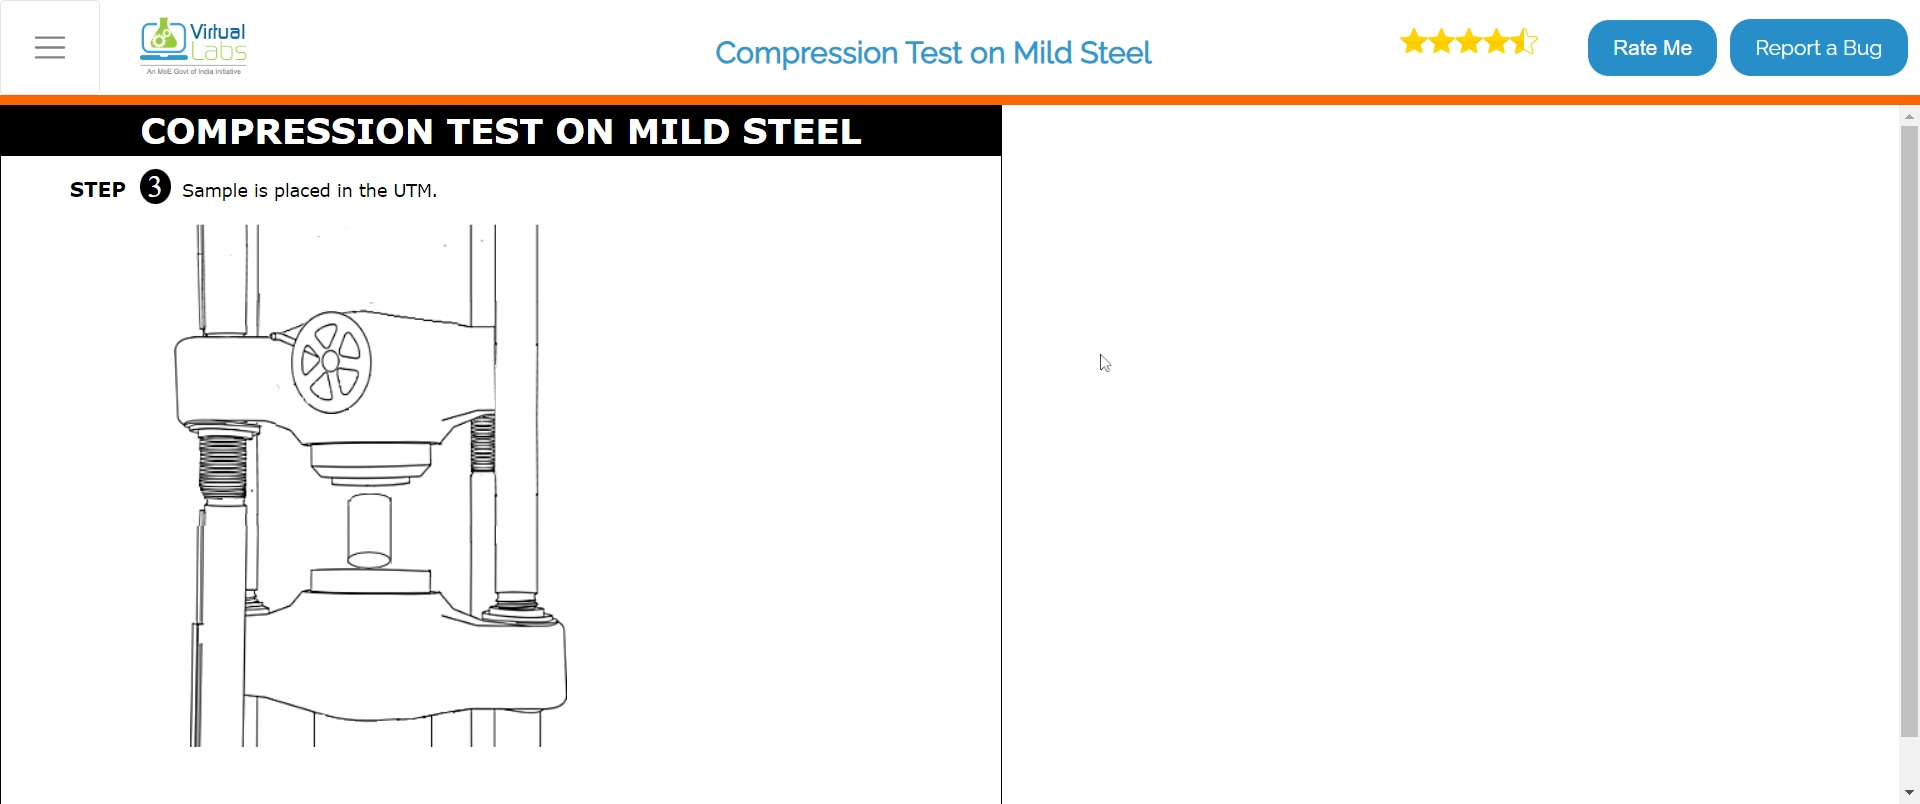 Virtual
Labs
An MoE Govt of India Initiative
Compression Test on Mild Steel
Rate Me
Report a Bug
COMPRESSION TEST ON MILD STEEL
STEP 3 Sample is placed in the UTM.